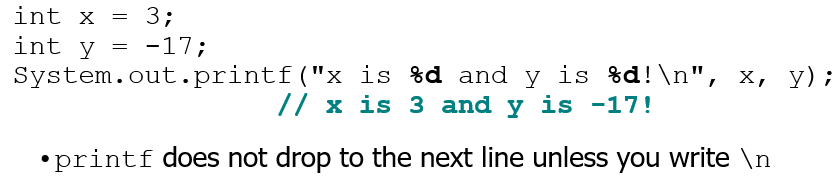 int x = 3;
int y = -17;
System.out.printf("x is %d and y is %d!\n", x, y);
// x is 3 and y is -17!
•printf does not drop to the next line unless you write \n